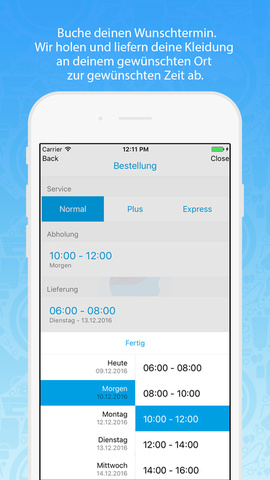 Buche deinen Wunschtermin.
Wir holen und liefern deine Kleidung
an deinem gewünschten Ort
zur gewünschten Zeit ab.
Carrier 12:11 PM
Back Close
Bestellung
Service
Normal Plus Express
Abholung
10:00 - 12:00
Morgen
Lieferung
06:00 - 08:00
Dienstag - 13.12.2016
Fertig
Heute
09.12.2016
06:00 - 08:00
Morgen
10.12.2016
08:00 - 10:00
Montag
12.12.2016
10:00 - 12:00
Dienstag
13.12.2016
12:00 - 14:00
Mittwoch
14.12.2016
14:00 - 16:00